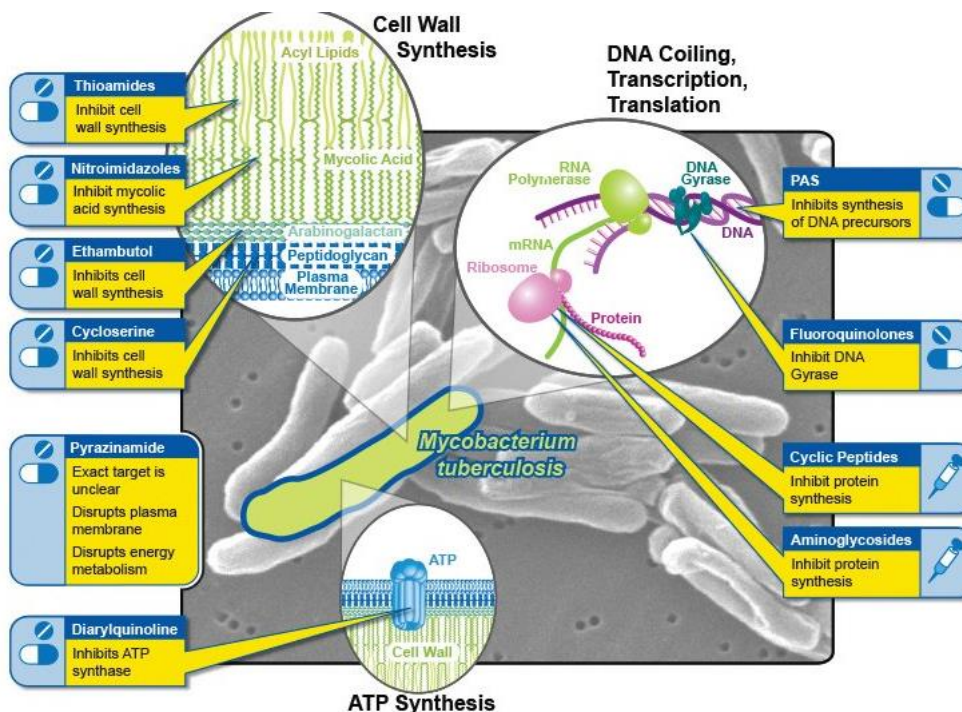 Cell Wall
Synthesis
Acyl Lipids
Mycolic Acid
Arabinogalactan
Peptidoglycan
Plasma
Membrane
DNA Coiling,
Transcription,
Translation
RNA
Polymerase
DNA
Gyrase
DNA
mRNA
Ribosome
Protein
Thioamides
Inhibit cell
wall synthesis
Nitroimidazoles
Inhibit mycolic
acid synthesis
Ethambutol
Inhibits cell
wall synthesis
Cycloserine
Inhibits cell
wall synthesis
Pyrazinamide
Exact target is
unclear
Disrupts plasma
membrane
Disrupts energy
metabolism
Diarylquinoline
Inhibits ATP
synthase
PAS
Inhibits synthesis
of DNA precursors
Fluoroquinolones
Inhibit DNA
Gyrase
Cyclic Peptides
Inhibit protein
synthesis
Aminoglycosides
Inhibit protein
synthesis
Mycobacterium
tuberculosis
ATP
Cell Wall
ATP Synthesis